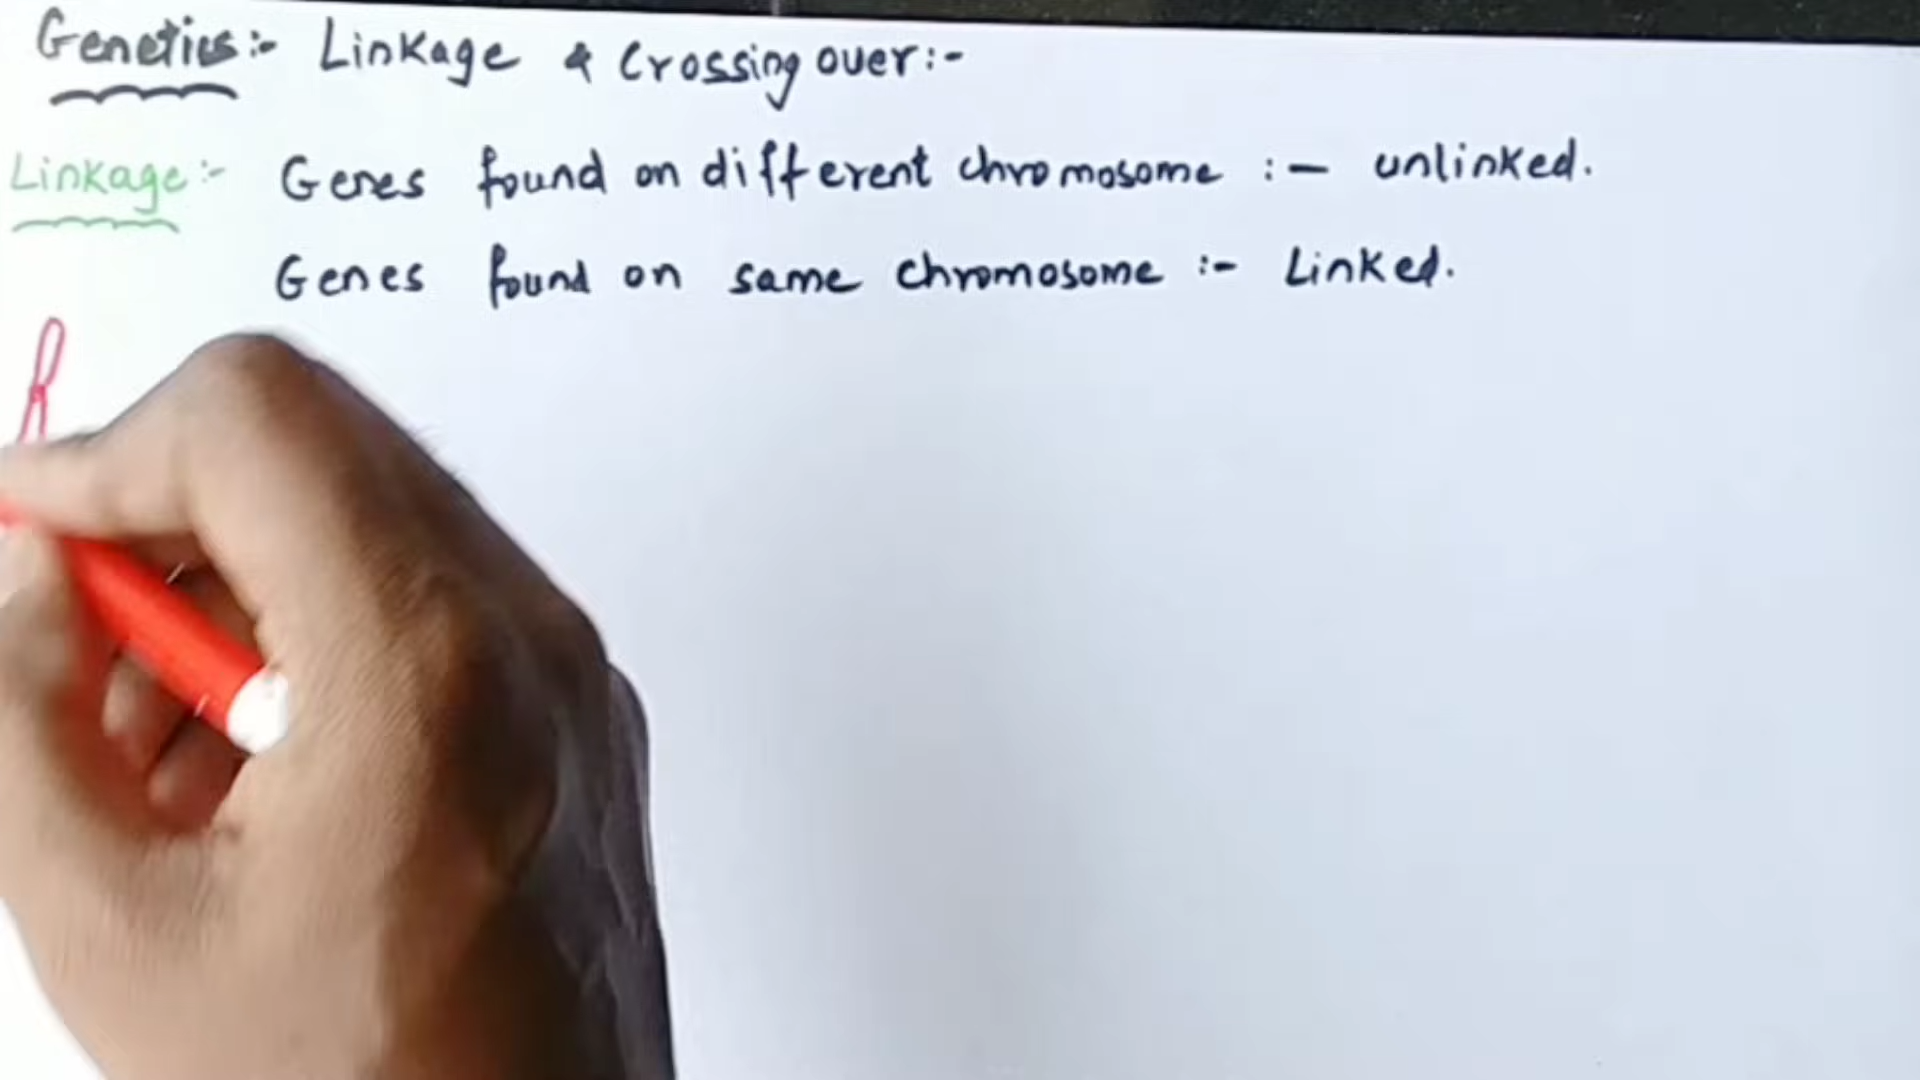 Genetics:- Linkage & Crossing over:-
Linkage:- Genes found on different chromosome :- unlinked.
Genes found on same chromosome :- Linked.